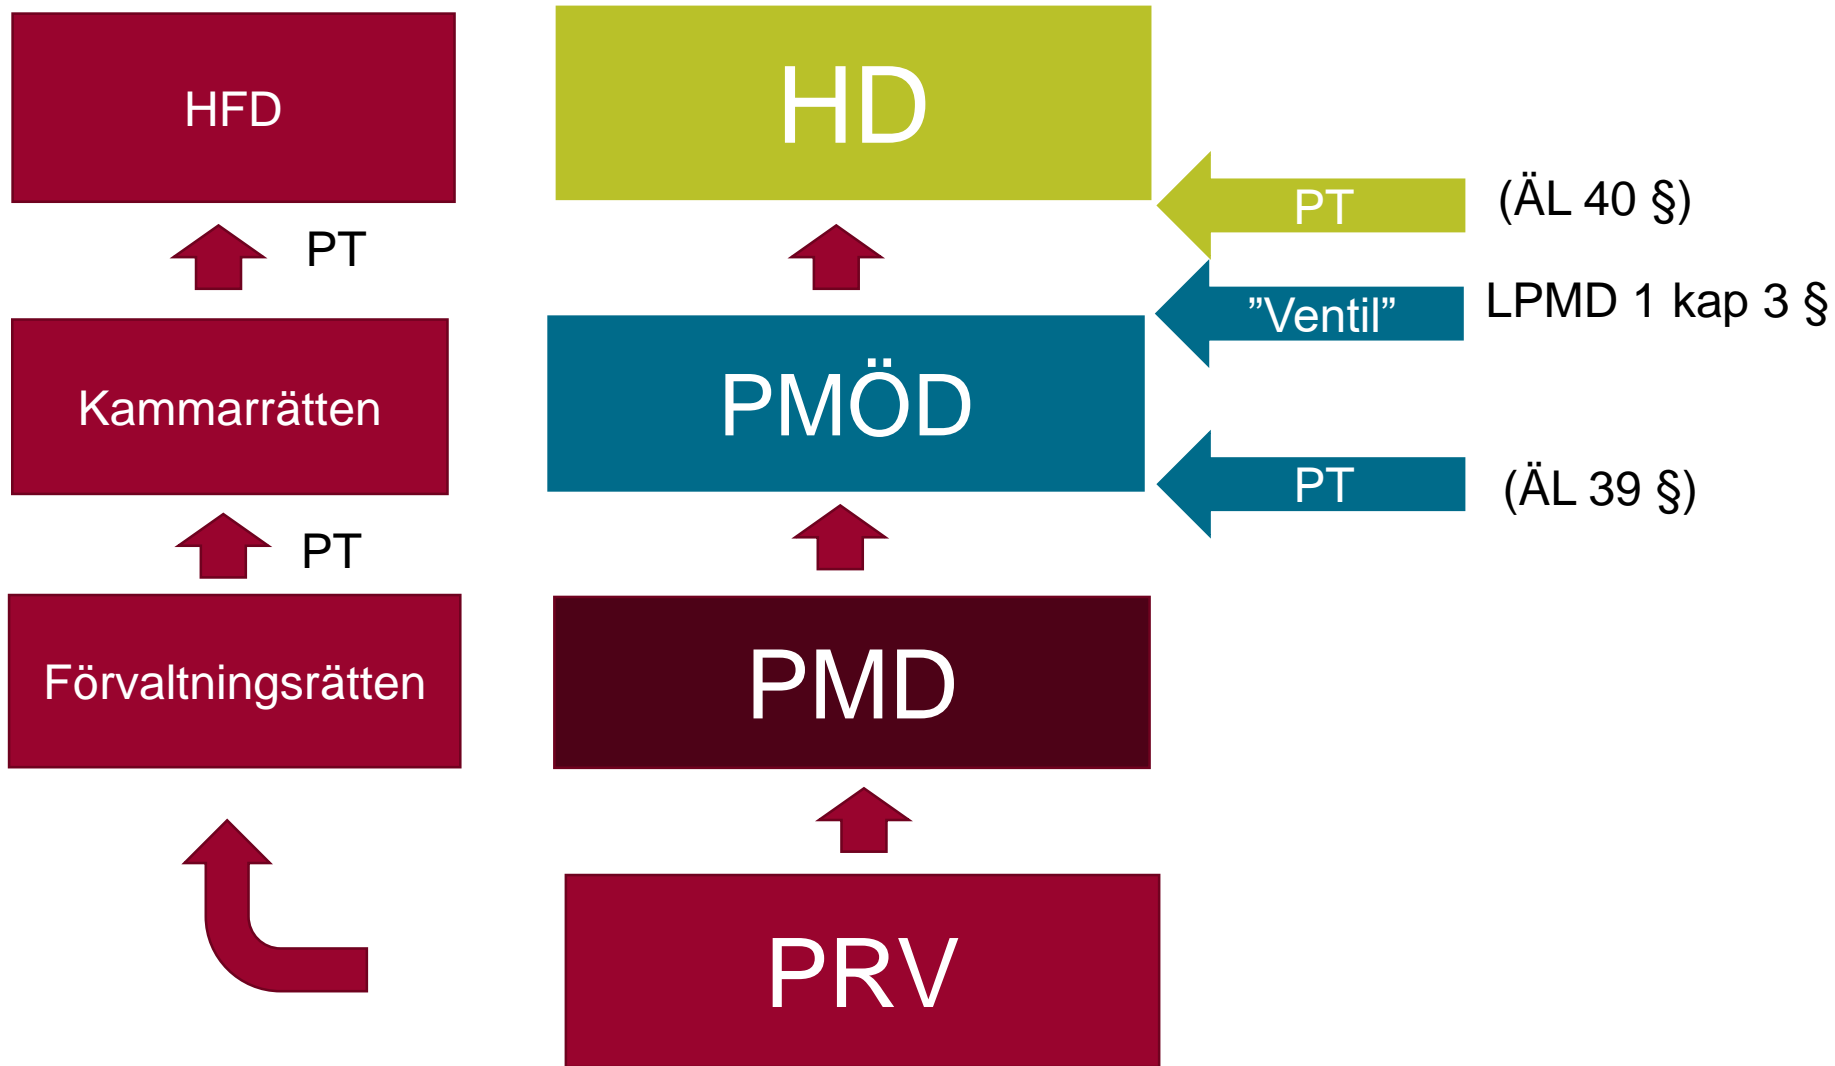 HFD
HD
PT
(ÄL 40 §)
PT
”Ventil”
LPMD 1 kap 3 §
Kammarrätten
PMÖD
PT
(ÄL 39 §)
PT
Förvaltningsrätten
PMD
PRV